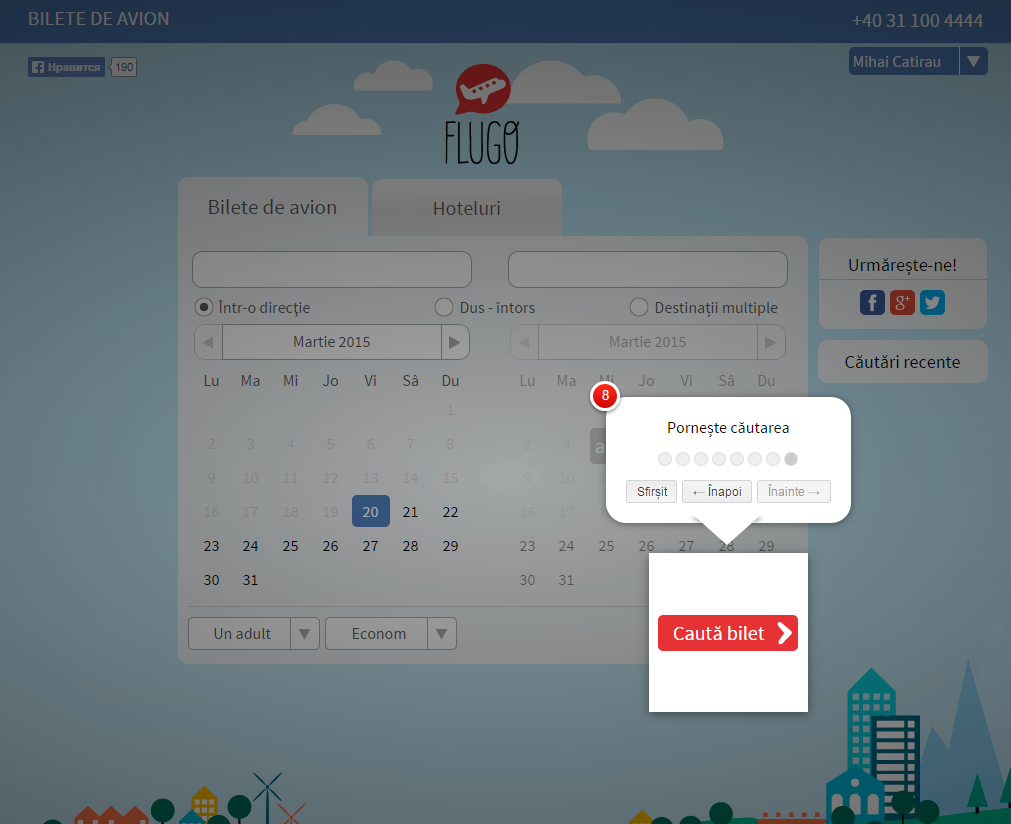 BILETE DE AVION
+40 31 100 4444
Нравится 190
Mihai Catirau
FLUGO
Bilete de avion
Hoteluri
Într-o direcție
Dus - întors
Destinații multiple
Martie 2015
Lu Ma Mi Jo Vi Sâ Du
1
2 3 4 5 6 7 8
9 10 11 12 13 14 15
16 17 18 19 20 21 22
23 24 25 26 27 28 29
30 31
Martie 2015
Lu Ma Mi Jo Vi Sâ Du
2 3
9 10
16 17
23 24 25 26 27 28 29
30 31
Un adult
Econom
8
Pornește căutarea
Sfirșit
← Înapoi
Înainte →
Caută bilet
Urmărește-ne!
f g+
Căutări recente